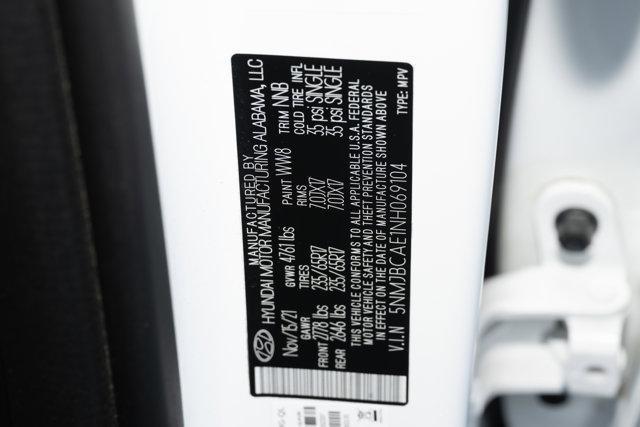 MANUFACTURED BY
HYUNDAI MOTOR MANUFACTURING ALABAMA, LLC
Nov/15/21 GVWR 4761 lbs PAINT WW8 TRIM NNB
GAWR TIRES RIMS COLD TIRE INFL
FRONT 2778 lbs 235/65R17 7.0JX17 35 psi SINGLE
REAR 2646 lbs 235/65R17 7.0JX17 35 psi SINGLE
THIS VEHICLE CONFORMS TO ALL APPLICABLE U.S.A. FEDERAL
MOTOR VEHICLE SAFETY AND THEFT PREVENTION STANDARDS
IN EFFECT ON THE DATE OF MANUFACTURE SHOWN ABOVE
V.I.N 5NMJBCAE1NH069104 TYPE: MPV